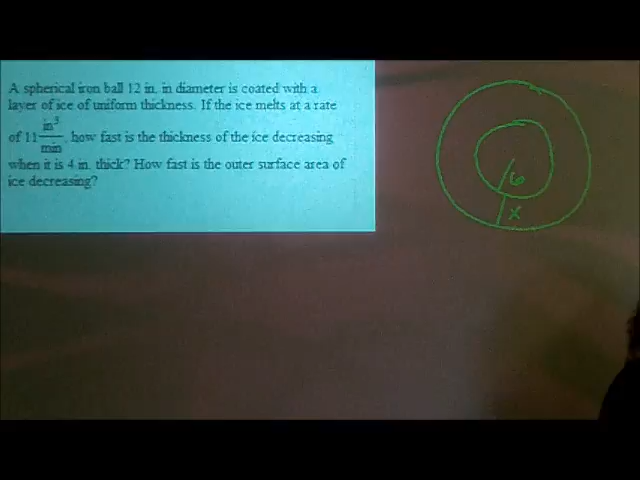 A spherical iron ball 12 in. in diameter is coated with a
layer of ice of uniform thickness. If the ice melts at a rate
of 11 in³/min, how fast is the thickness of the ice decreasing
when it is 4 in. thick? How fast is the outer surface area of
ice decreasing?
6
x